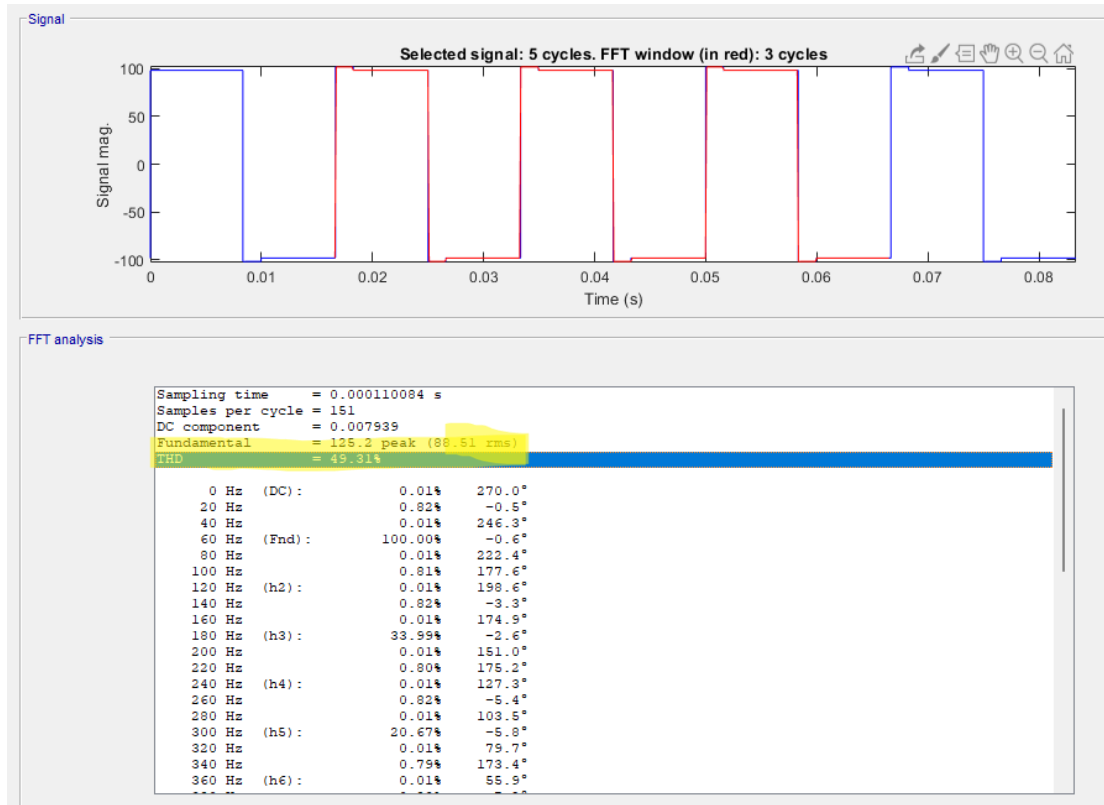 Signal
Selected signal: 5 cycles. FFT window (in red): 3 cycles
100
50
0
-50
-100
Signal mag.
0 0.01 0.02 0.03 0.04 0.05 0.06 0.07 0.08
Time (s)
FFT analysis
Sampling time = 0.000110084 s
Samples per cycle = 151
DC component = 0.007939
Fundamental = 125.2 peak (88.51 rms)
THD = 49.31%
0 Hz (DC): 0.01% 270.0°
20 Hz 0.82% -0.5°
40 Hz 0.01% 246.3°
60 Hz (Fnd): 100.00% -0.6°
80 Hz 0.01% 222.4°
100 Hz 0.81% 177.6°
120 Hz (h2): 0.01% 198.6°
140 Hz 0.82% -3.3°
160 Hz 0.01% 174.9°
180 Hz (h3): 33.99% -2.6°
200 Hz 0.01% 151.0°
220 Hz 0.80% 175.2°
240 Hz (h4): 0.01% 127.3°
260 Hz 0.82% -5.4°
280 Hz 0.01% 103.5°
300 Hz (h5): 20.67% -5.8°
320 Hz 0.01% 79.7°
340 Hz 0.79% 173.4°
360 Hz (h6): 0.01% 55.9°